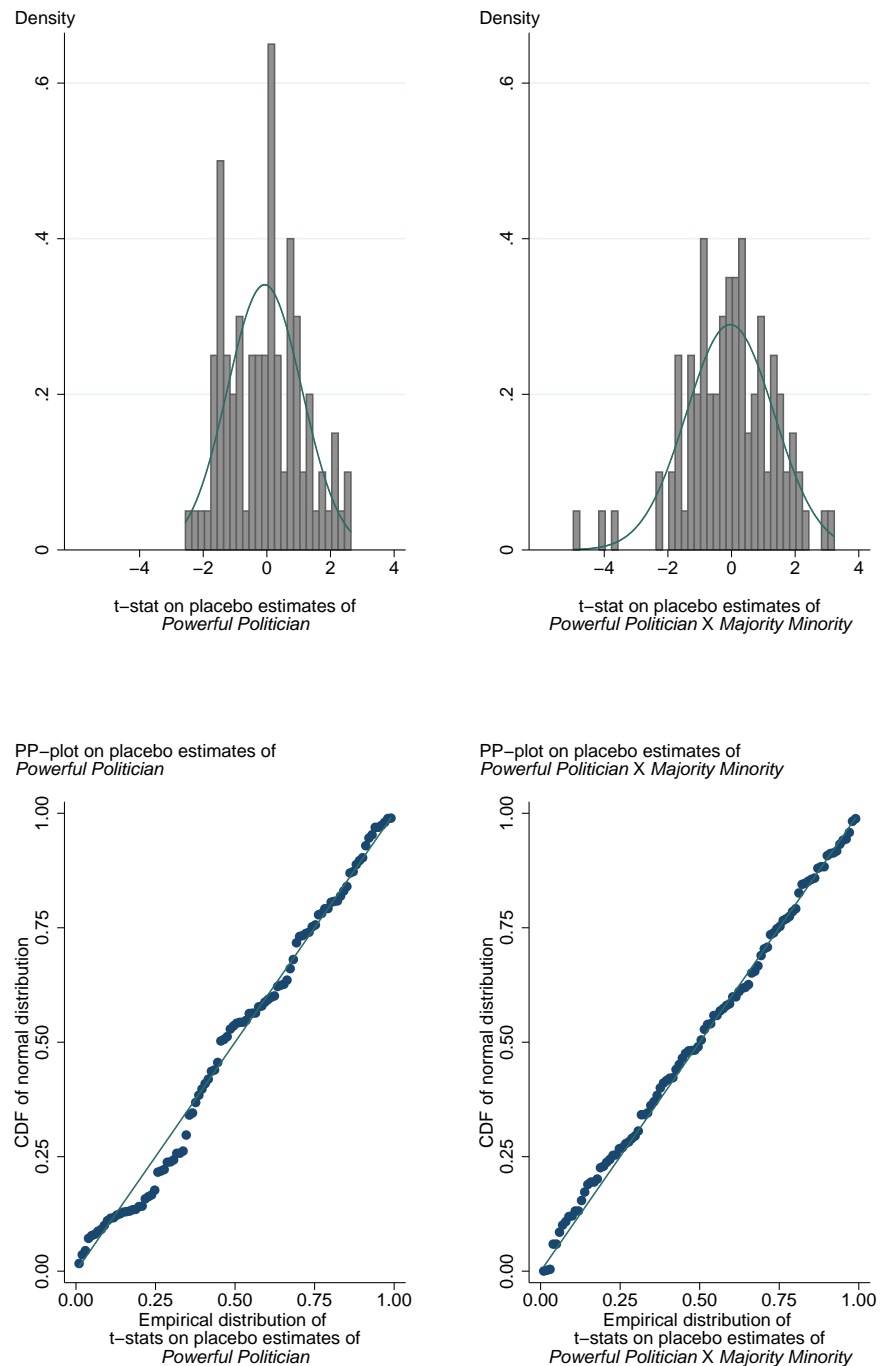 Density
.6
.4
.2
0
−4 −2 0 2 4
t−stat on placebo estimates of
Powerful Politician
Density
.6
.4
.2
0
−4 −2 0 2 4
t−stat on placebo estimates of
Powerful Politician X Majority Minority
PP−plot on placebo estimates of
Powerful Politician
CDF of normal distribution
1.00
0.75
0.50
0.25
0.00
0.00 0.25 0.50 0.75 1.00
Empirical distribution of
t−stats on placebo estimates of
Powerful Politician
PP−plot on placebo estimates of
Powerful Politician X Majority Minority
CDF of normal distribution
1.00
0.75
0.50
0.25
0.00
0.00 0.25 0.50 0.75 1.00
Empirical distribution of
t−stats on placebo estimates of
Powerful Politician X Majority Minority